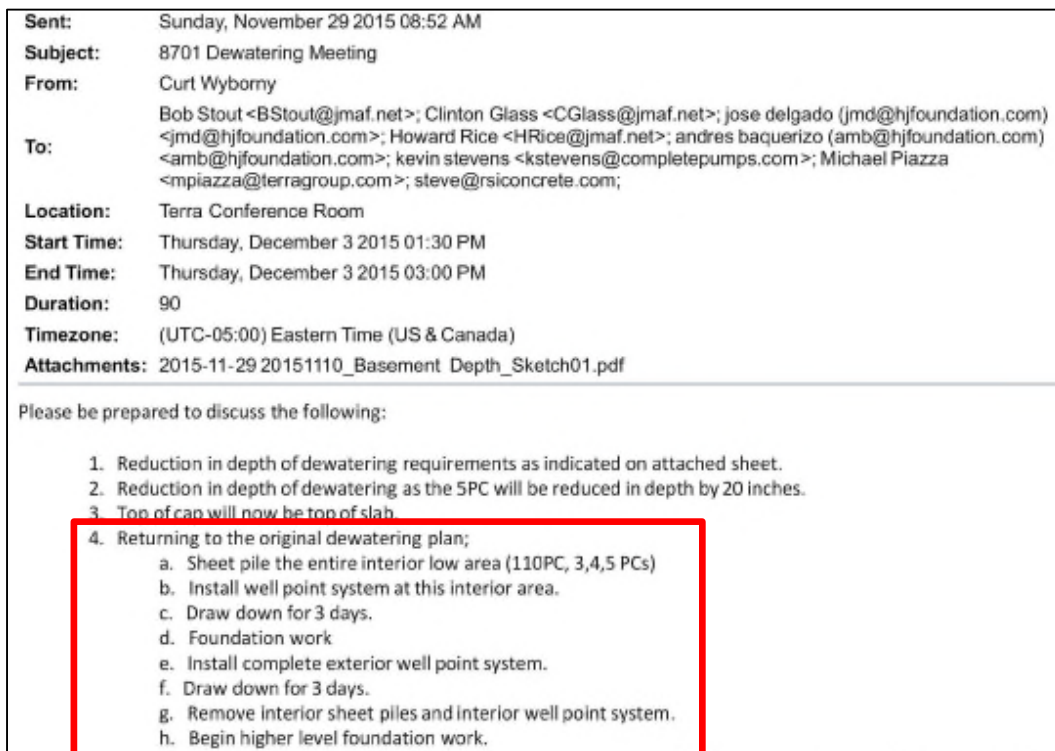 Sent: Sunday, November 29 2015 08:52 AM
Subject: 8701 Dewatering Meeting
From: Curt Wyborny
Bob Stout <BStout@jmaf.net>; Clinton Glass <CGlass@jmaf.net>; jose delgado (jmd@hjfoundation.com)
<jmd@hjfoundation.com>; Howard Rice <HRice@jmaf.net>; andres baquerizo (amb@hjfoundation.com)
To: <amb@hjfoundation.com>; kevin stevens <kstevens@completepumps.com>; Michael Piazza
<mpiazza@terragroup.com>; steve@rsiconcrete.com;
Location: Terra Conference Room
Start Time: Thursday, December 3 2015 01:30 PM
End Time: Thursday, December 3 2015 03:00 PM
Duration: 90
Timezone: (UTC-05:00) Eastern Time (US & Canada)
Attachments: 2015-11-29 20151110_Basement Depth_Sketch01.pdf
Please be prepared to discuss the following:
1. Reduction in depth of dewatering requirements as indicated on attached sheet.
2. Reduction in depth of dewatering as the 5PC will be reduced in depth by 20 inches.
3. Top of cap will now be top of slab.
4. Returning to the original dewatering plan;
a. Sheet pile the entire interior low area (110PC, 3,4,5 PCs)
b. Install well point system at this interior area.
c. Draw down for 3 days.
d. Foundation work
e. Install complete exterior well point system.
f. Draw down for 3 days.
g. Remove interior sheet piles and interior well point system.
h. Begin higher level foundation work.